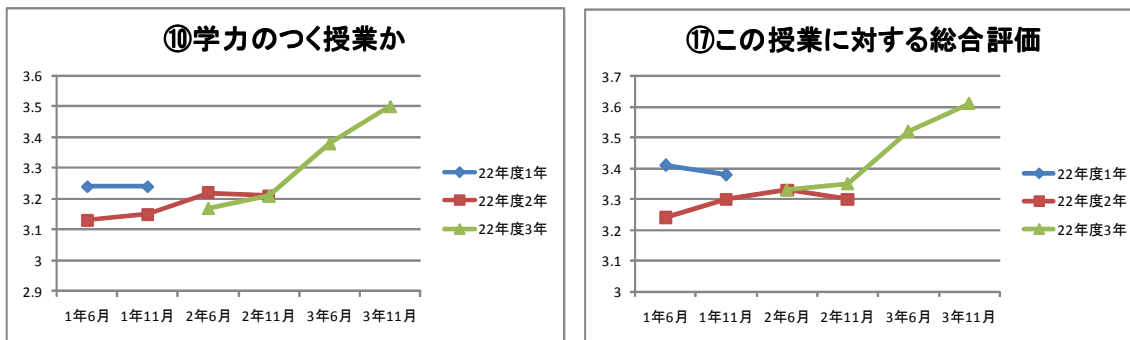 ⑩学力のつく授業か
3.6
3.5
3.4
3.3
3.2
3.1
3
2.9
1年6月 1年11月 2年6月 2年11月 3年6月 3年11月
22年度1年
22年度2年
22年度3年
⑰この授業に対する総合評価
3.7
3.6
3.5
3.4
3.3
3.2
3.1
3
1年6月 1年11月 2年6月 2年11月 3年6月 3年11月
22年度1年
22年度2年
22年度3年